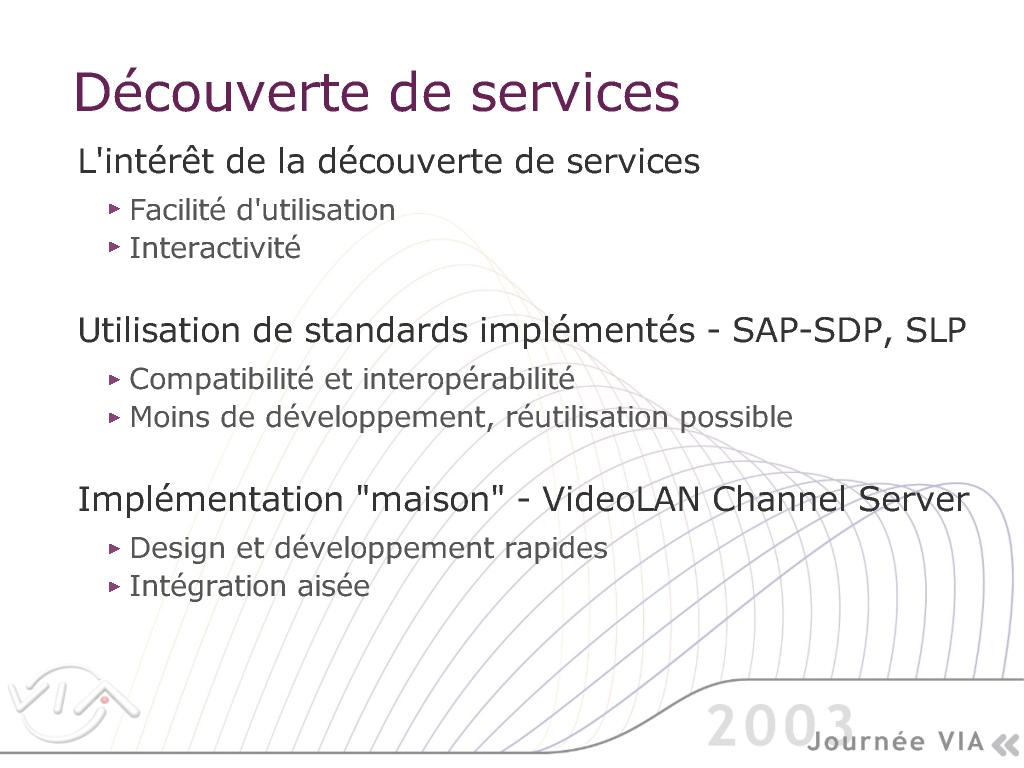 Découverte de services
L'intérêt de la découverte de services
Facilité d'utilisation
Interactivité
Utilisation de standards implémentés - SAP-SDP, SLP
Compatibilité et interopérabilité
Moins de développement, réutilisation possible
Implémentation "maison" - VideoLAN Channel Server
Design et développement rapides
Intégration aisée
VIA
2003
Journée VIA